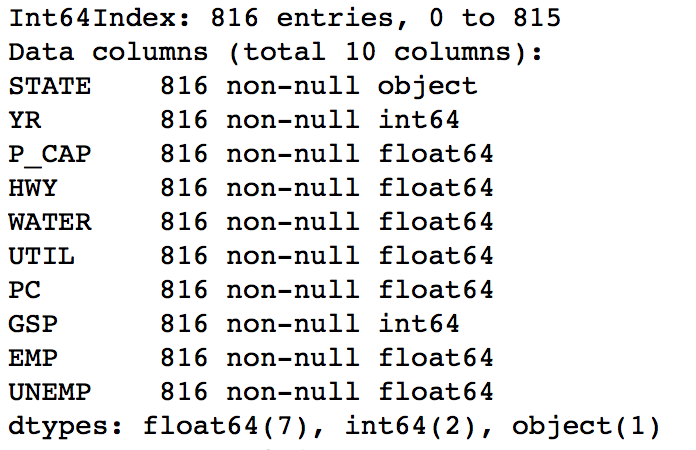 Int64Index: 816 entries, 0 to 815
Data columns (total 10 columns):
STATE    816 non-null object
YR       816 non-null int64
P_CAP    816 non-null float64
HWY      816 non-null float64
WATER    816 non-null float64
UTIL     816 non-null float64
PC       816 non-null float64
GSP      816 non-null int64
EMP      816 non-null float64
UNEMP    816 non-null float64
dtypes: float64(7), int64(2), object(1)